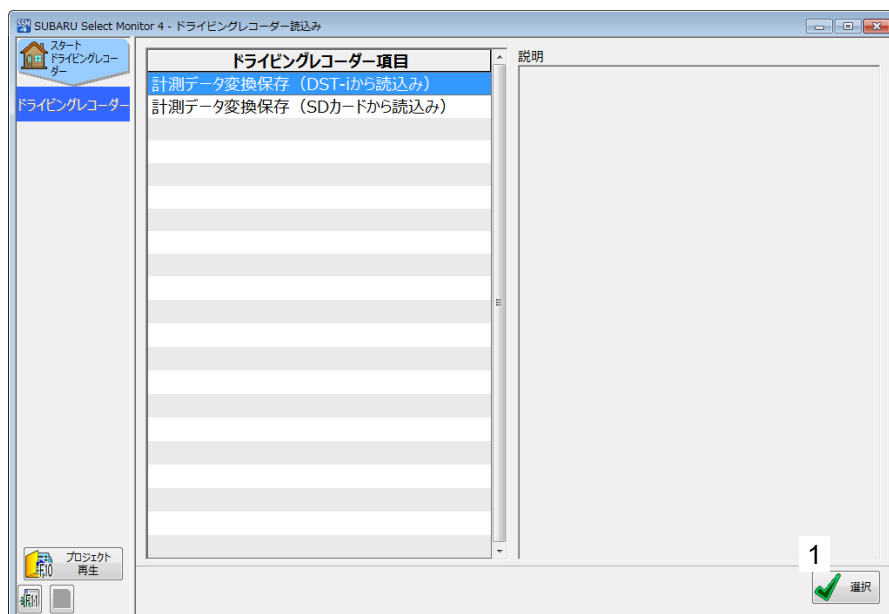 SUBARU Select Monitor 4 - ドライビングレコーダー読込み
スタート
ドライビングレコー
ダー
ドライビングレコーダー
ドライビングレコーダー項目
計測データ変換保存（DST-iから読込み）
計測データ変換保存（SDカードから読込み）
説明
プロジェクト
再生
F10
F11
1
選択